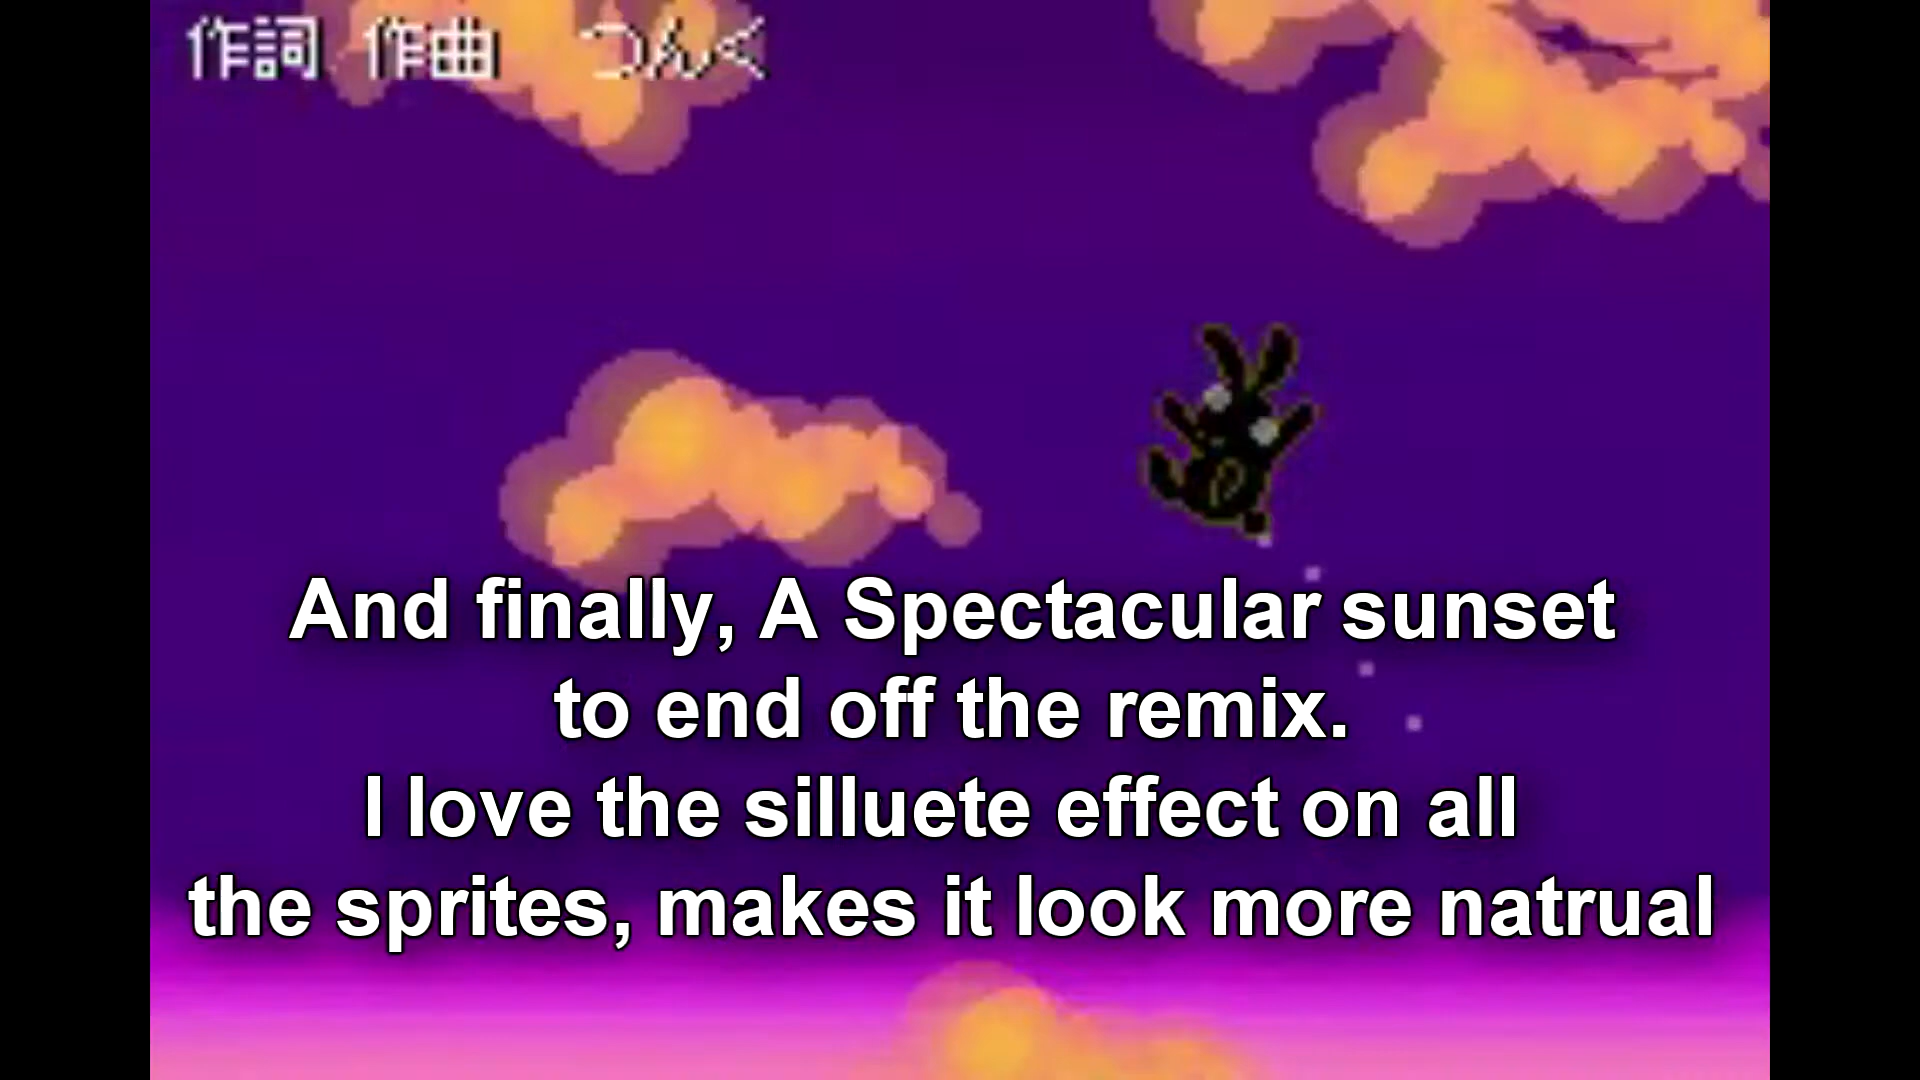 作詞 作曲 つんく
And finally, A Spectacular sunset
to end off the remix.
I love the silluete effect on all
the sprites, makes it look more natrual